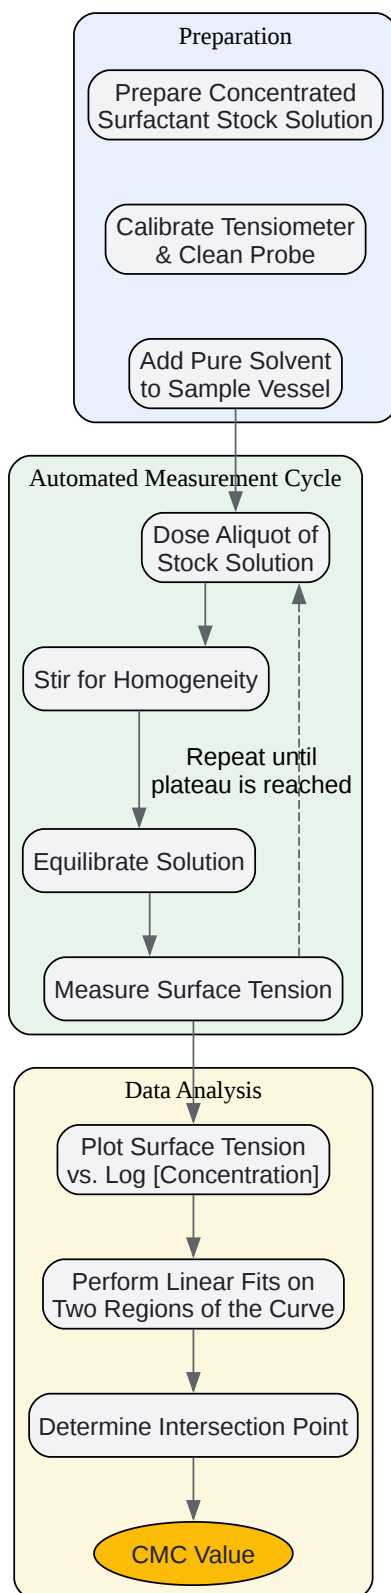 Preparation
Prepare Concentrated
Surfactant Stock Solution
Calibrate Tensiometer
& Clean Probe
Add Pure Solvent
to Sample Vessel
Automated Measurement Cycle
Dose Aliquot of
Stock Solution
Stir for Homogeneity
Repeat until
plateau is reached
Equilibrate Solution
Measure Surface Tension
Data Analysis
Plot Surface Tension
vs. Log [Concentration]
Perform Linear Fits on
Two Regions of the Curve
Determine Intersection Point
CMC Value